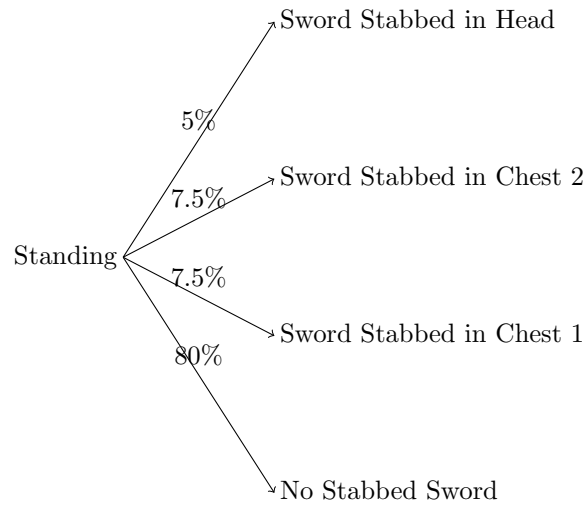 Sword Stabbed in Head
5%
Sword Stabbed in Chest 2
7.5%
Standing
7.5%
Sword Stabbed in Chest 1
80%
No Stabbed Sword